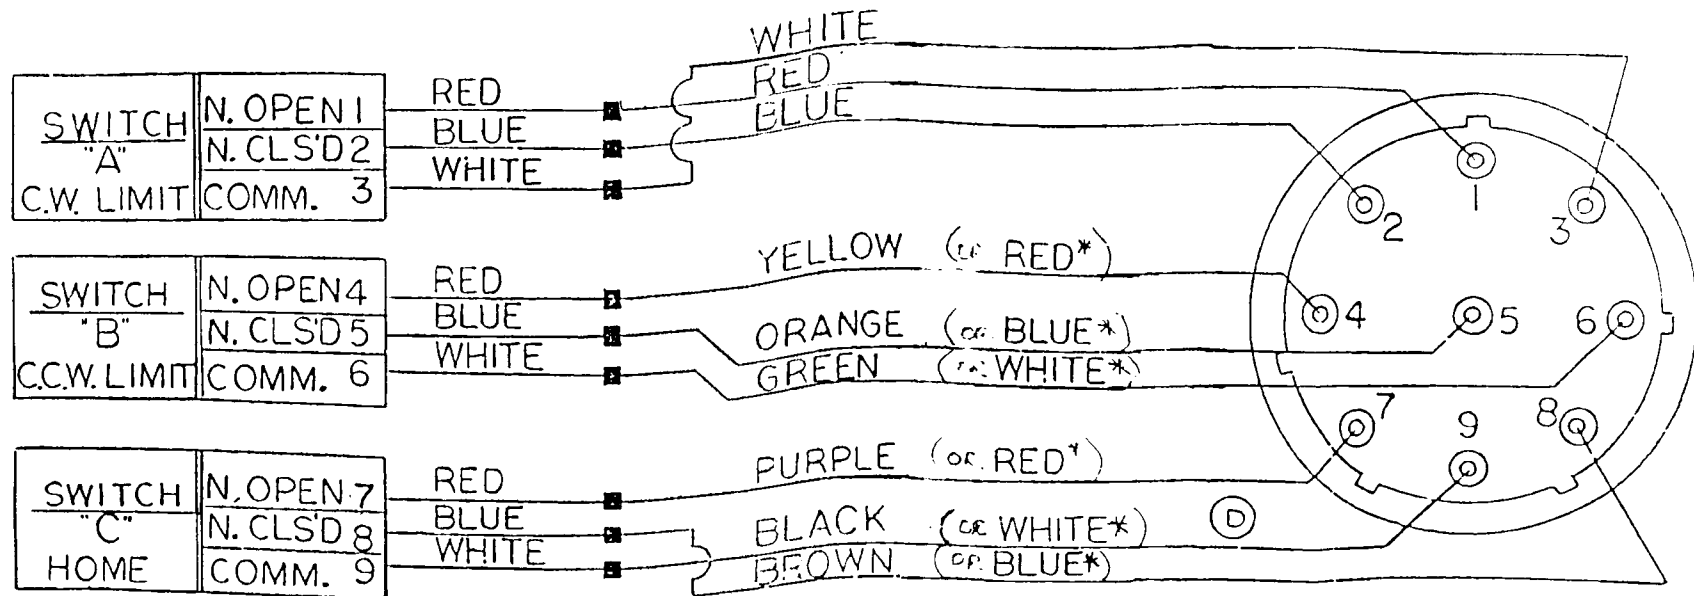 SWITCH
"A"
C.W. LIMIT
N. OPEN 1
N. CLS'D 2
COMM. 3
RED
BLUE
WHITE
WHITE
RED
BLUE
SWITCH
"B"
C.C.W. LIMIT
N. OPEN 4
N. CLS'D 5
COMM. 6
RED
BLUE
WHITE
YELLOW (OR RED*)
ORANGE (OR BLUE*)
GREEN (OR WHITE*)
SWITCH
"C"
HOME
N. OPEN 7
N. CLS'D 8
COMM. 9
RED
BLUE
WHITE
PURPLE (OR RED*)
BLACK (OR WHITE*)
BROWN (OR BLUE*)
D
1
2
3
4
5
6
7
8
9